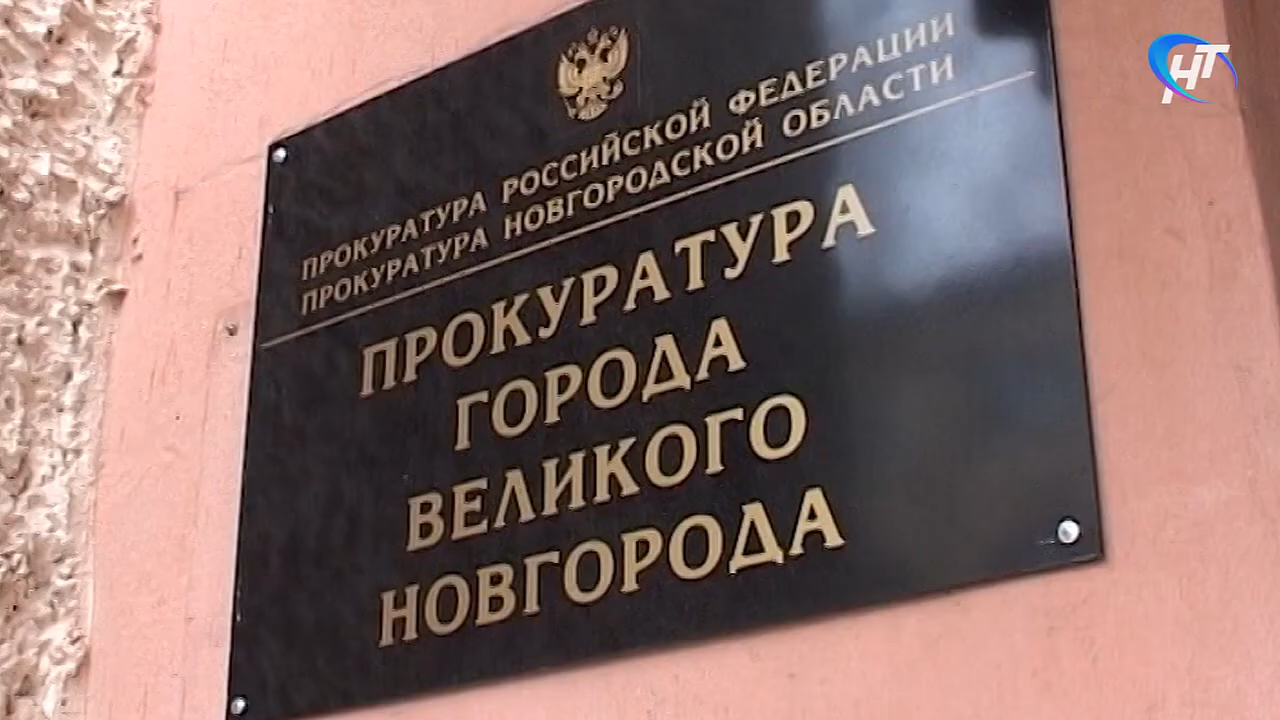 ПРОКУРАТУРА РОССИЙСКОЙ ФЕДЕРАЦИИ
ПРОКУРАТУРА НОВГОРОДСКОЙ ОБЛАСТИ
ПРОКУРАТУРА
ГОРОДА
ВЕЛИКОГО
НОВГОРОДА
НТ